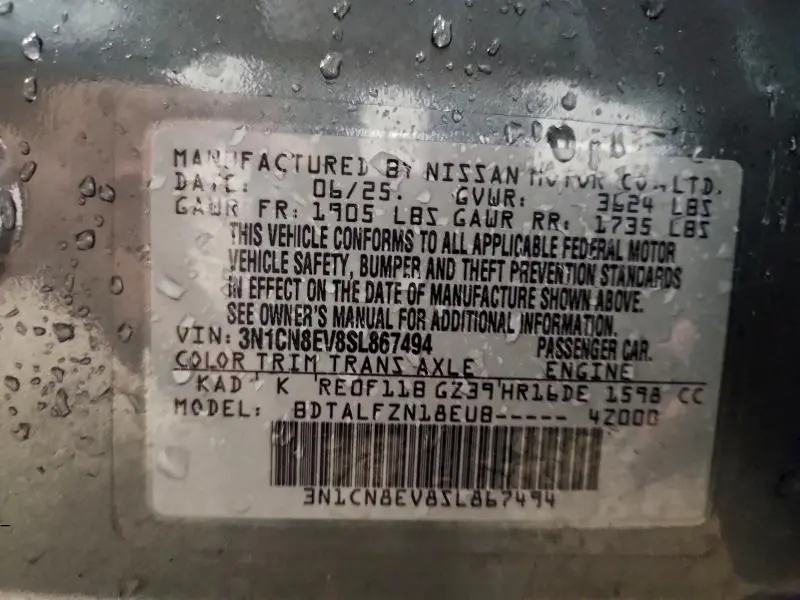 MANUFACTURED BY NISSAN MOTOR CO.,LTD.
DATE: 06/25. GVWR: 3624 LBS
GAWR FR: 1905 LBS GAWR RR: 1735 LBS
THIS VEHICLE CONFORMS TO ALL APPLICABLE FEDERAL MOTOR
VEHICLE SAFETY, BUMPER AND THEFT PREVENTION STANDARDS
IN EFFECT ON THE DATE OF MANUFACTURE SHOWN ABOVE.
SEE OWNER'S MANUAL FOR ADDITIONAL INFORMATION.
VIN: 3N1CN8EV8SL867494 PASSENGER CAR.
COLOR TRIM TRANS AXLE ENGINE
KAD K RE0F11B GZ39 HR16DE 1598 CC
MODEL: BDTALFZN18EUB----- 42000
3N1CN8EV8SL867494